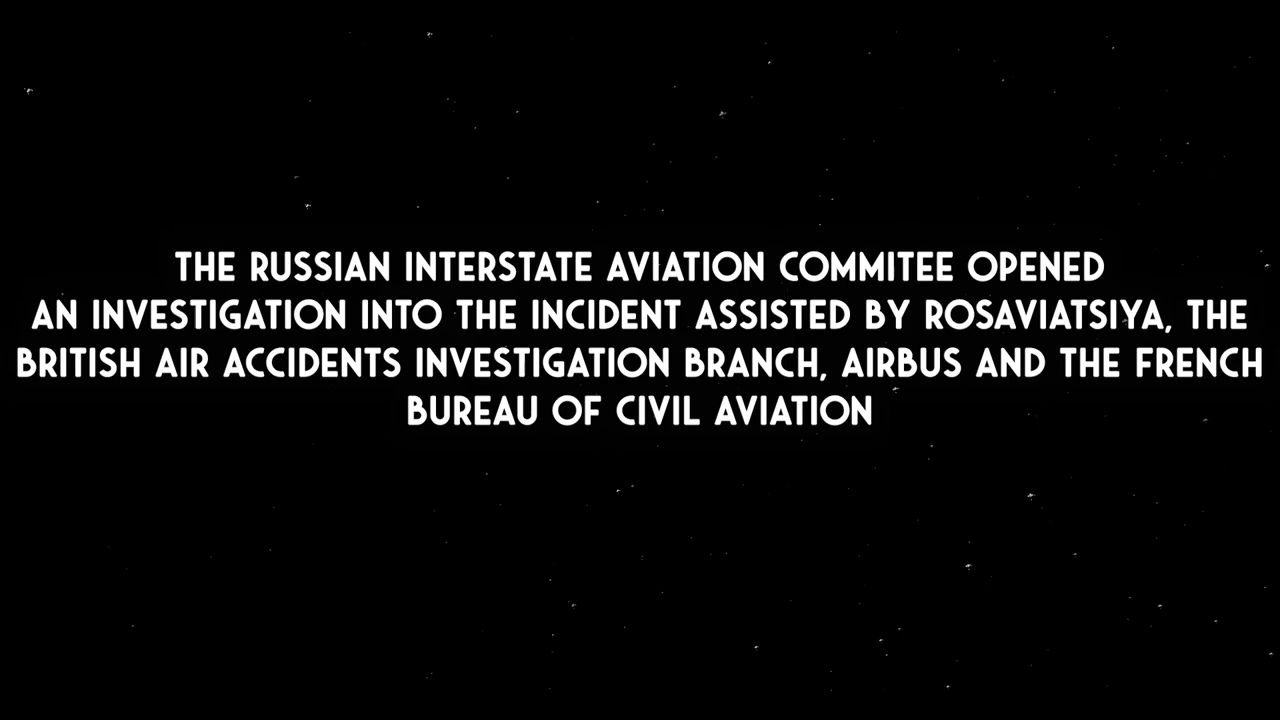 THE RUSSIAN INTERSTATE AVIATION COMMITEE OPENED
AN INVESTIGATION INTO THE INCIDENT ASSISTED BY ROSAVIATSIYA, THE
BRITISH AIR ACCIDENTS INVESTIGATION BRANCH, AIRBUS AND THE FRENCH
BUREAU OF CIVIL AVIATION